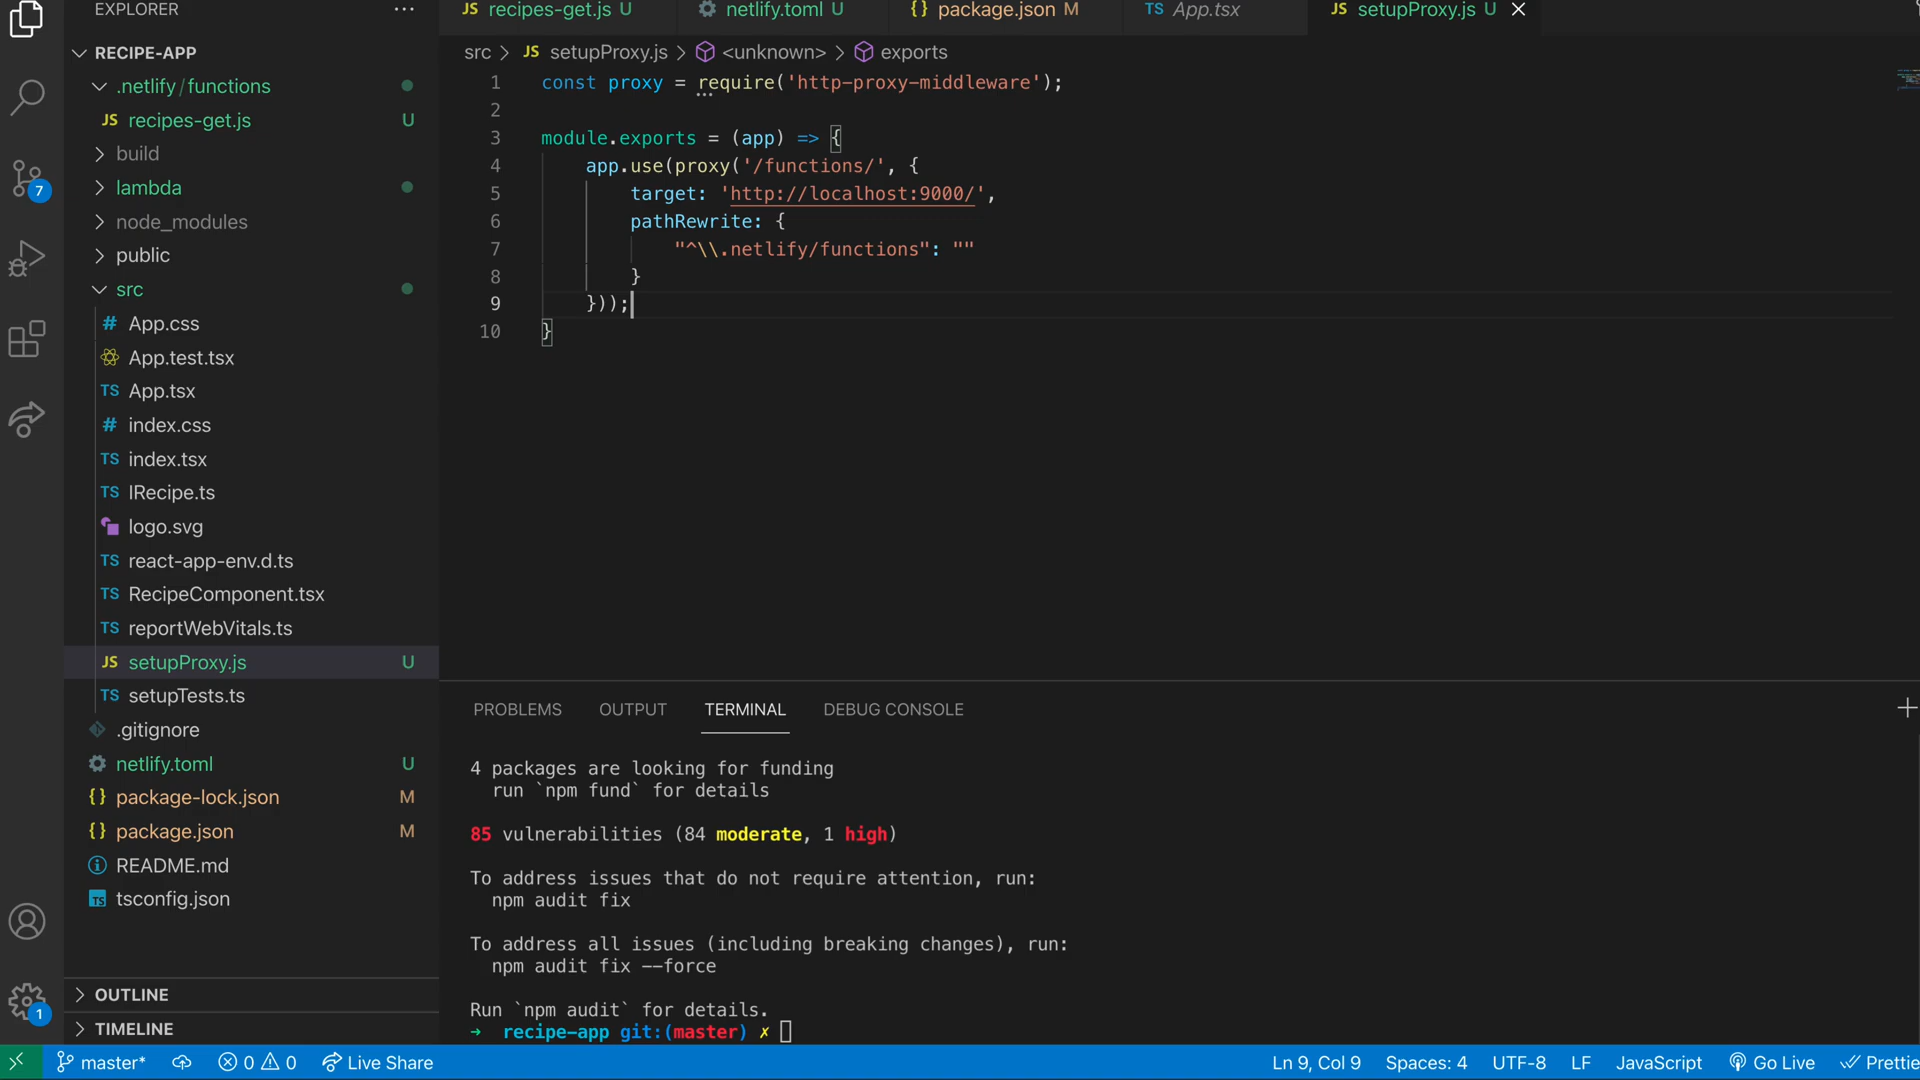 EXPLORER
RECIPE-APP
.netlify/functions
JS recipes-get.js U
build
lambda
node_modules
public
src
# App.css
App.test.tsx
TS App.tsx
# index.css
TS index.tsx
TS IRecipe.ts
logo.svg
TS react-app-env.d.ts
TS RecipeComponent.tsx
TS reportWebVitals.ts
JS setupProxy.js U
TS setupTests.ts
.gitignore
netlify.toml U
{} package-lock.json M
{} package.json M
README.md
TS tsconfig.json
OUTLINE
TIMELINE
7
1
JS recipes-get.js U netlify.toml U {} package.json M TS App.tsx JS setupProxy.js U
src > JS setupProxy.js > <unknown> > exports
1 const proxy = require('http-proxy-middleware');
2
3 module.exports = (app) => {
4 app.use(proxy('/functions/', {
5 target: 'http://localhost:9000/',
6 pathRewrite: {
7 "^\\.netlify/functions": ""
8 }
9 }));
10 }
PROBLEMS OUTPUT TERMINAL DEBUG CONSOLE
4 packages are looking for funding
run `npm fund` for details
85 vulnerabilities (84 moderate, 1 high)
To address issues that do not require attention, run:
npm audit fix
To address all issues (including breaking changes), run:
npm audit fix --force
Run `npm audit` for details.
➜ recipe-app git:(master) ✗
master* 0 0 Live Share Ln 9, Col 9 Spaces: 4 UTF-8 LF JavaScript Go Live Prettie